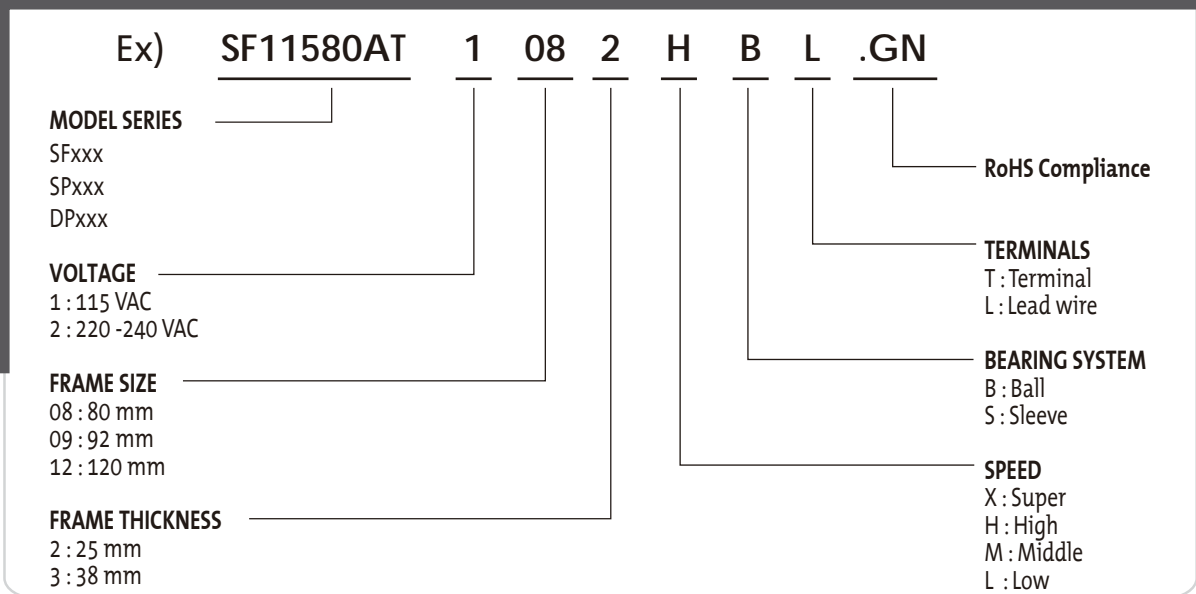 Ex) SF11580AT 1 08 2 H B L .GN
MODEL SERIES
SFxxx
SPxxx
DPxxx
VOLTAGE
1 : 115 VAC
2 : 220 -240 VAC
FRAME SIZE
08 : 80 mm
09 : 92 mm
12 : 120 mm
FRAME THICKNESS
2 : 25 mm
3 : 38 mm
RoHS Compliance
TERMINALS
T : Terminal
L : Lead wire
BEARING SYSTEM
B : Ball
S : Sleeve
SPEED
X : Super
H : High
M : Middle
L : Low